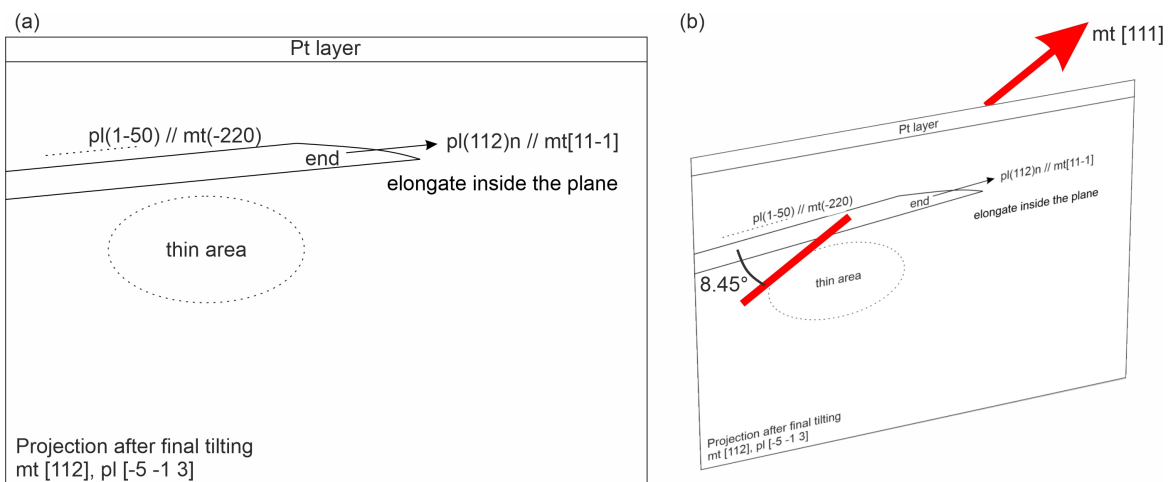 (a)
Pt layer
pl(1-50) // mt(-220)
end
pl(112)n // mt[11-1]
elongate inside the plane
thin area
Projection after final tilting
mt [112], pl [-5 -1 3]
(b)
mt [111]
Pt layer
pl(1-50) // mt(-220)
end
pl(112)n // mt[11-1]
elongate inside the plane
8.45°
thin area
Projection after final tilting
mt [112], pl [-5 -1 3]